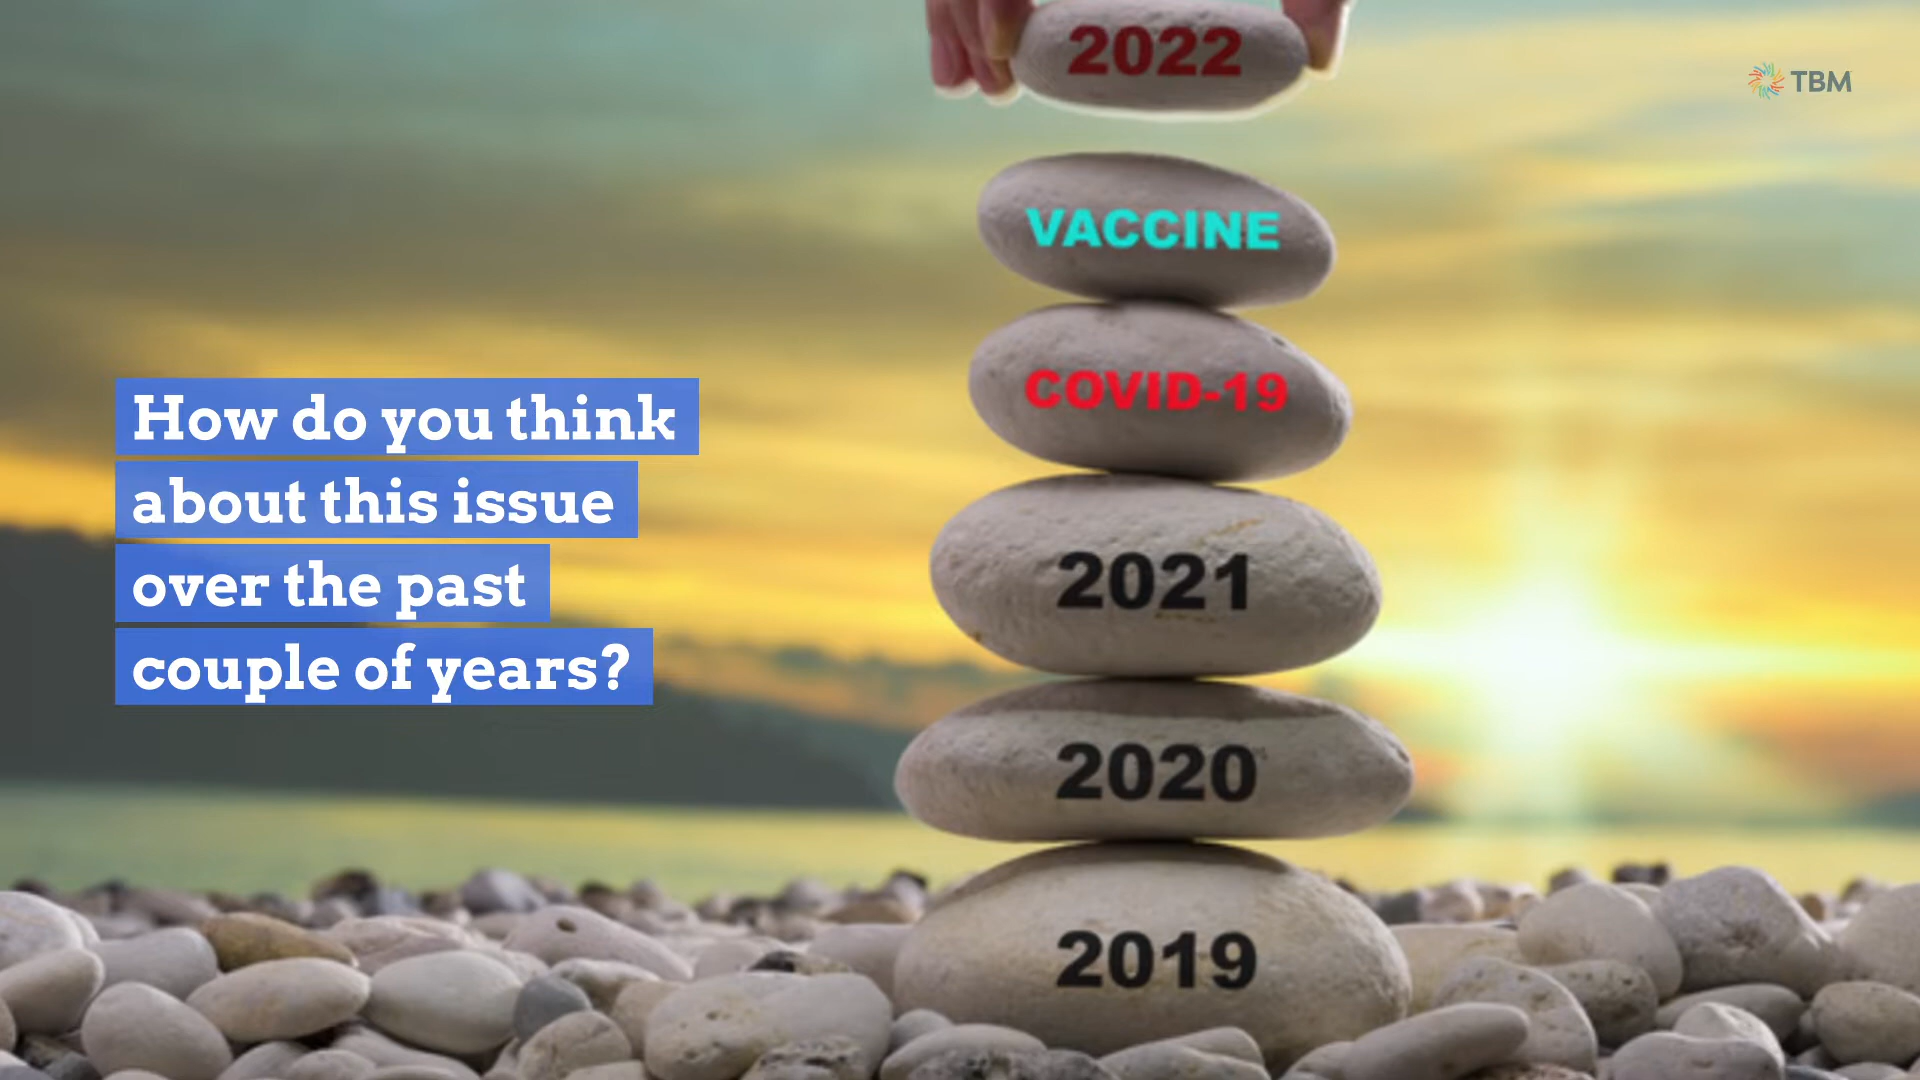 2022
TBM
VACCINE
COVID-19
How do you think
about this issue
over the past
couple of years?
2021
2020
2019